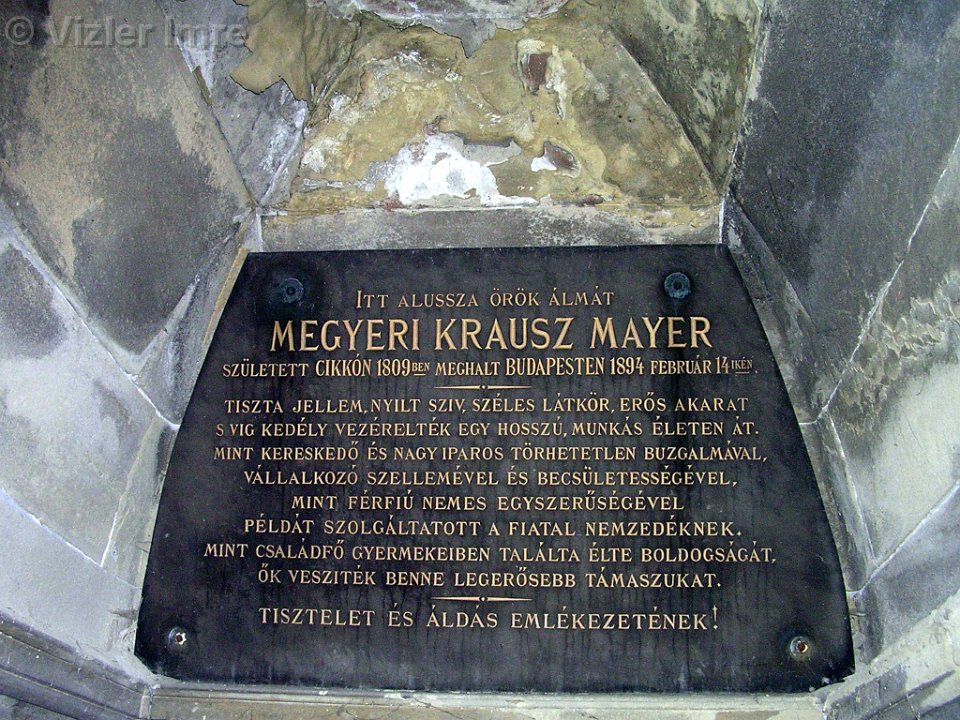 © Vizler Imre
ITT ALUSSZA ÖRÖK ÁLMÁT
MEGYERI KRAUSZ MAYER
SZÜLETETT CIKKÓN 1809BEN MEGHALT BUDAPESTEN 1894 FEBRUÁR 14IKÉN.
TISZTA JELLEM, NYILT SZIV, SZÉLES LÁTKÖR, ERŐS AKARAT
S VIG KEDÉLY VEZÉRELTÉK EGY HOSSZU, MUNKÁS ÉLETEN ÁT.
MINT KERESKEDŐ ÉS NAGY IPAROS TÖRHETETLEN BUZGALMÁVAL,
VÁLLALKOZÓ SZELLEMÉVEL ÉS BECSÜLETESSÉGÉVEL,
MINT FÉRFIÚ NEMES EGYSZERŰSÉGÉVEL
PÉLDÁT SZOLGÁLTATOTT A FIATAL NEMZEDÉKNEK.
MINT CSALÁDFŐ GYERMEKEIBEN TALÁLTA ÉLTE BOLDOGSÁGÁT,
ŐK VESZITÉK BENNE LEGERŐSEBB TÁMASZUKAT.
TISZTELET ÉS ÁLDÁS EMLÉKEZETÉNEK!